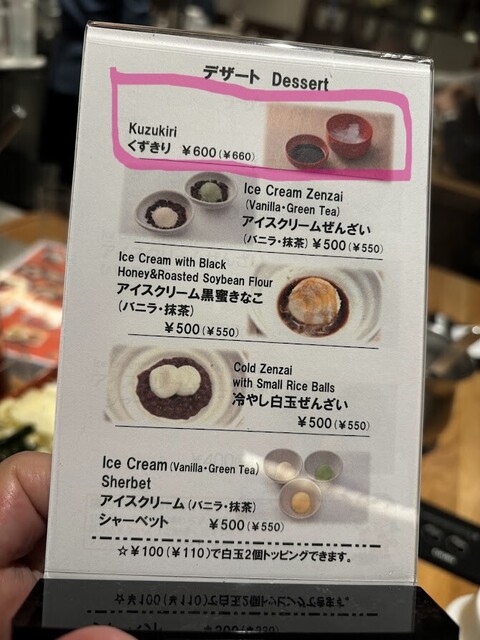 デザート Dessert
Kuzukiri
くずきり ¥600(¥660)
Ice Cream Zenzai
(Vanilla・Green Tea)
アイスクリームぜんざい
(バニラ・抹茶) ¥500(¥550)
Ice Cream with Black
Honey&Roasted Soybean Flour
アイスクリーム黒蜜きなこ
(バニラ・抹茶)
¥500(¥550)
Cold Zenzai
with Small Rice Balls
冷やし白玉ぜんざい
¥500(¥550)
Ice Cream(Vanilla・Green Tea)
Sherbet
アイスクリーム(バニラ・抹茶)
シャーベット ¥500(¥550)
☆¥100(¥110)で白玉2個トッピングできます。